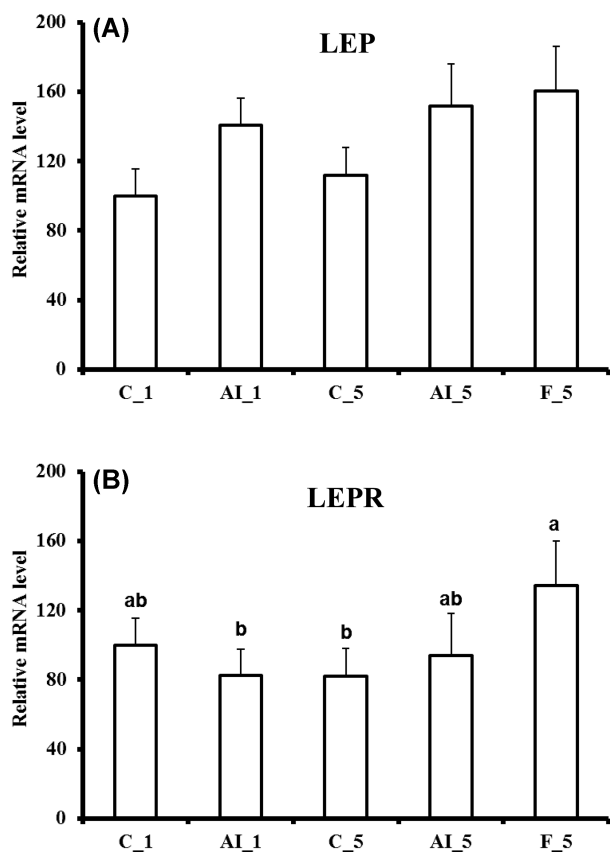 (A)
LEP
Relative mRNA level
200
160
120
80
40
0
C_1 AI_1 C_5 AI_5 F_5
(B)
LEPR
Relative mRNA level
200
160
120
80
40
0
ab b b ab a
C_1 AI_1 C_5 AI_5 F_5